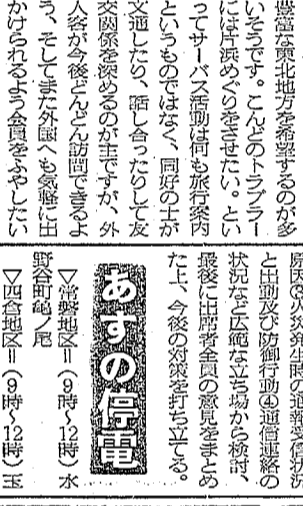 豊富な東北地方を希望するのが多
いそうです。こんどのトラブラー
には片浜めぐりをさせたい。とい
ってサーバス活動は何も旅行案内
というものではなく、同好の士が
文通したり、話し合ったりして友
交関係を深めるのが主ですが、外
人客が今後どんどん訪問できるよ
う、そしてまた外国へも気軽に出
かけられるよう会員をふやしたい
原因③火災発生時の通報受信状況
と出動及び防御行動④通信連絡の
状況など広範な立ち場から検討、
最後に出席者全員の意見をまとめ
た上、今後の対策を打ち立てる。
あすの停電
▽常磐地区＝（9時〜12時）水
野谷町亀ノ尾
▽四倉地区＝（9時〜12時）玉